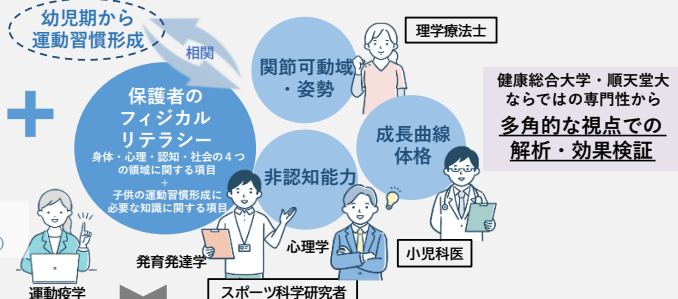 幼児期から
運動習慣形成
相関
保護者の
フィジカル
リテラシー
身体・心理・認知・社会の４つ
の領域に関する項目
+
子供の運動習慣形成に
必要な知識に関する項目
関節可動域
・姿勢
理学療法士
成長曲線
体格
非認知能力
健康総合大学・順天堂大
ならではの専門性から
多角的な視点での
解析・効果検証
小児科医
心理学
発育発達学
スポーツ科学研究者
運動疫学